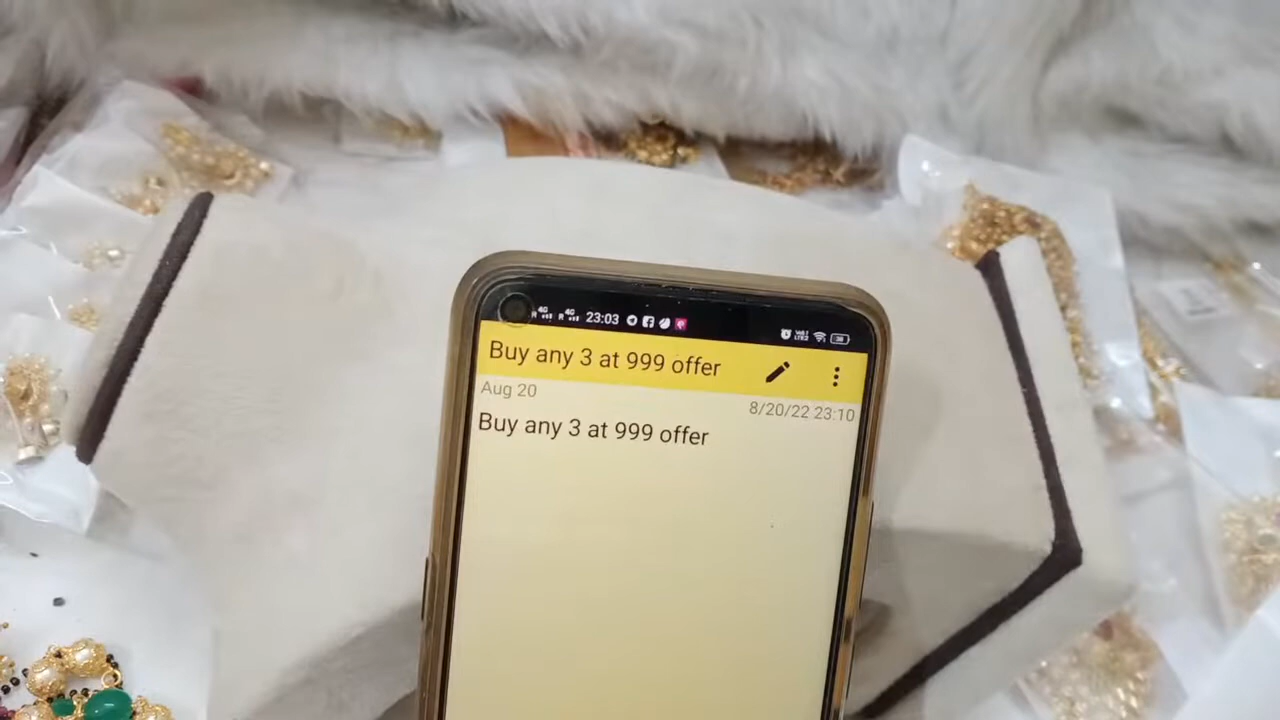 23:03
Buy any 3 at 999 offer
Aug 20
8/20/22 23:10
Buy any 3 at 999 offer